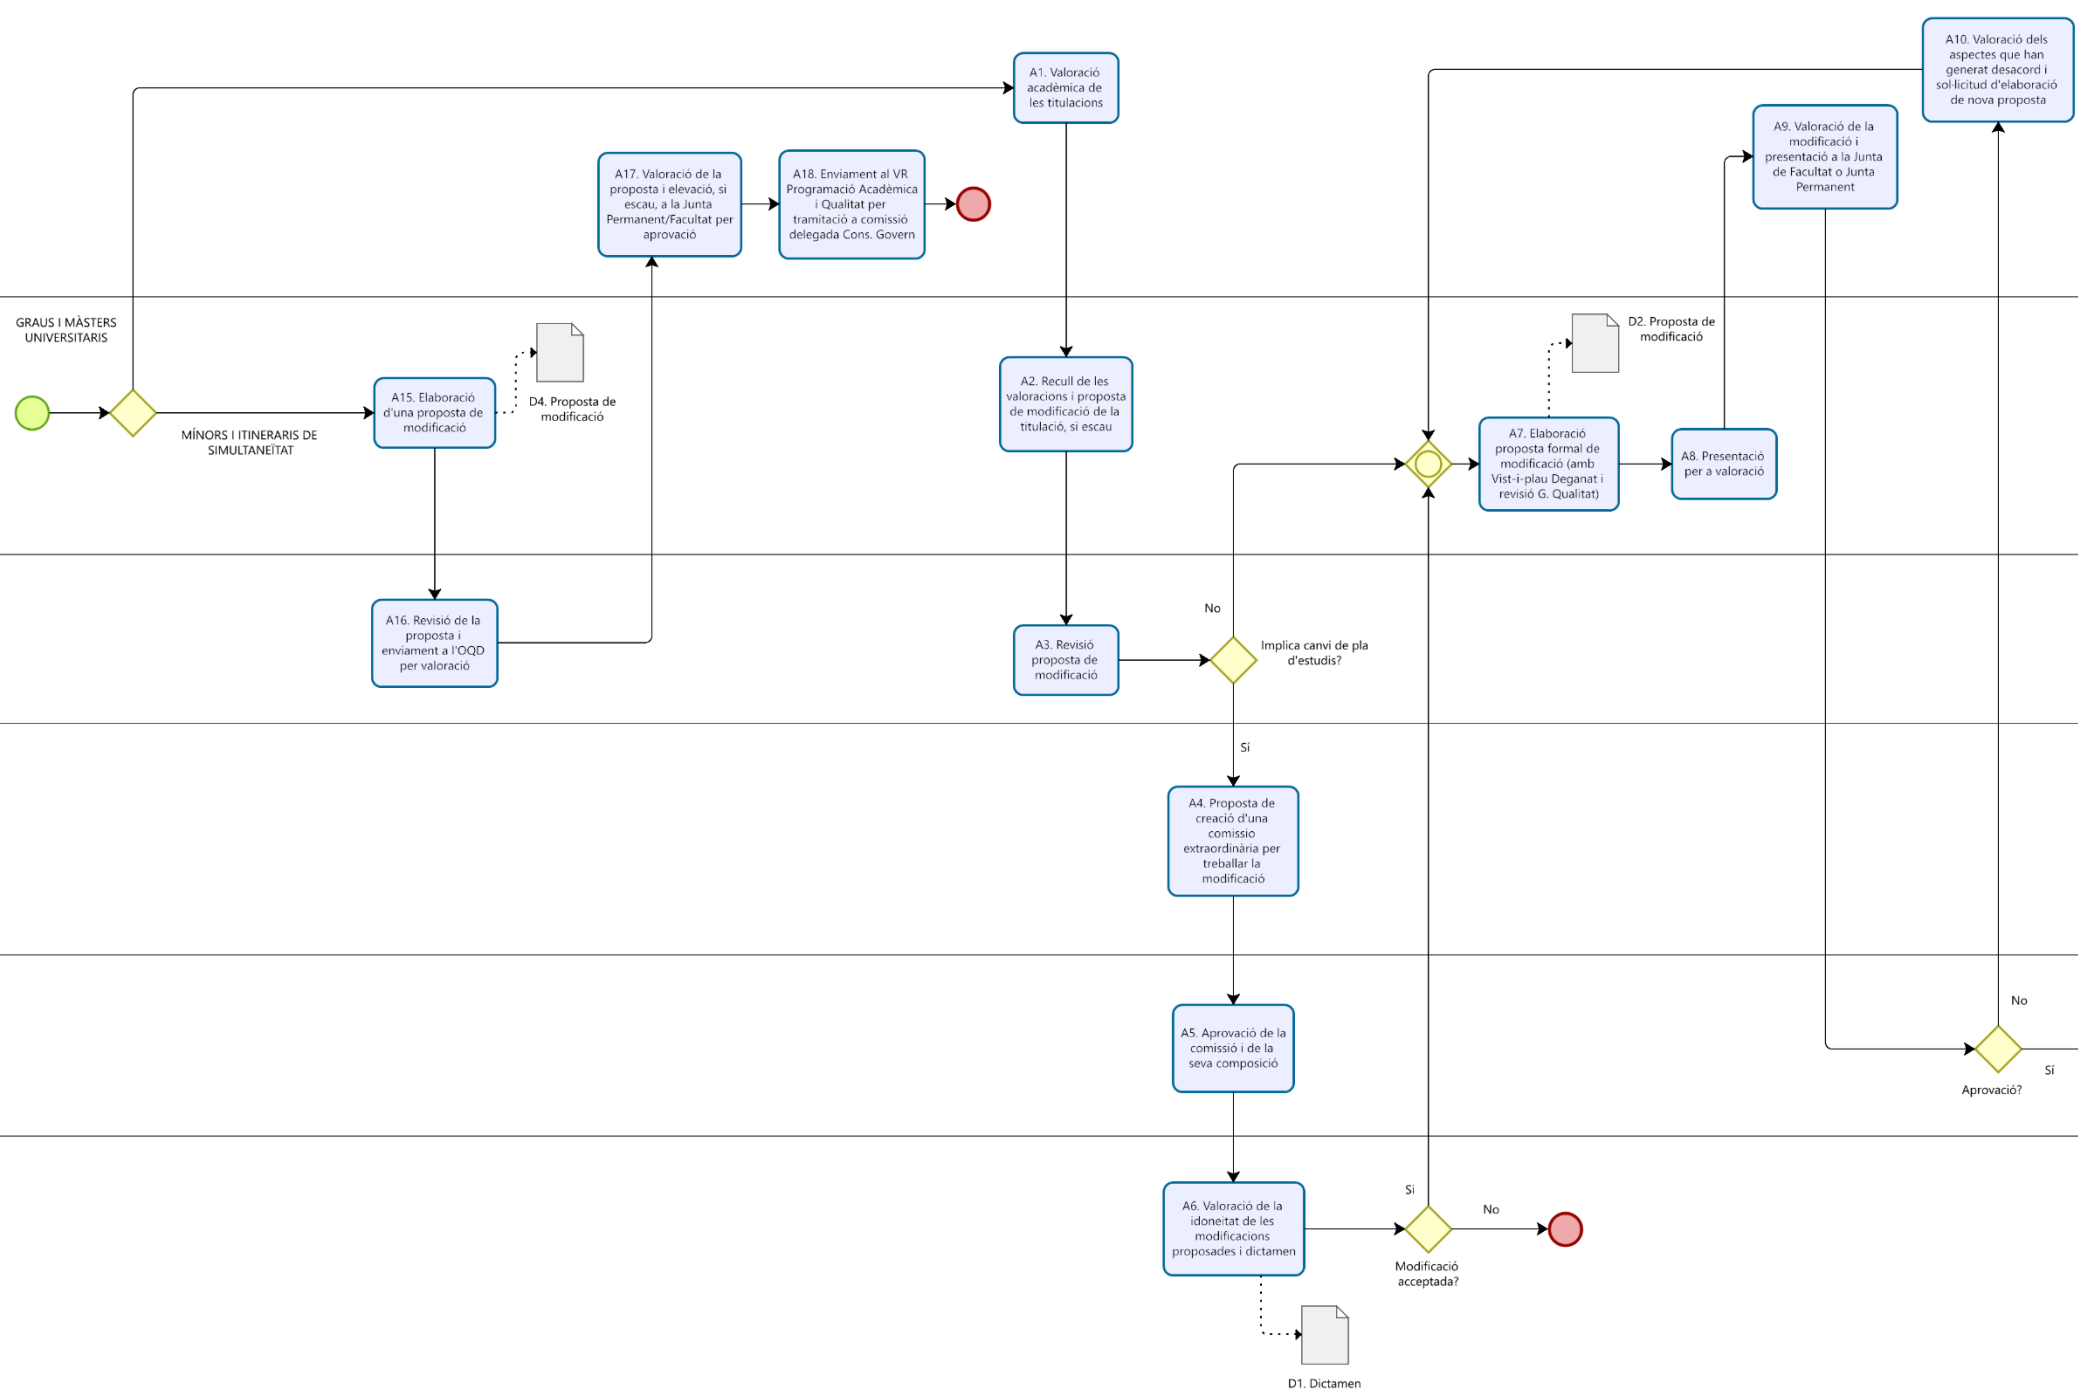 A10. Valoració dels
aspectes que han
generat desacord i
sol·licitud d'elaboració
de nova proposta
A1. Valoració
acadèmica de
les titulacions
A9. Valoració de la
modificació i
presentació a la Junta
de Facultat o Junta
Permanent
A17. Valoració de la
proposta i elevació, si
escau, a la Junta
Permanent/Facultat per
aprovació
A18. Enviament al VR
Programació Acadèmica
i Qualitat per
tramitació a comissió
delegada Cons. Govern
GRAUS I MÀSTERS
UNIVERSITARIS
D2. Proposta de
modificació
A15. Elaboració
d'una proposta de
modificació
D4. Proposta de
modificació
A2. Recull de les
valoracions i proposta
de modificació de la
titulació, si escau
MÍNORS I ITINERARIS DE
SIMULTANEÏTAT
A7. Elaboració
proposta formal de
modificació (amb
Vist-i-plau Deganat i
revisió G. Qualitat)
A8. Presentació
per a valoració
A16. Revisió de la
proposta i
enviament a l'OQD
per valoració
No
A3. Revisió
proposta de
modificació
Implica canvi de pla
d'estudis?
Sí
A4. Proposta de
creació d'una
comissio
extraordinària per
treballar la
modificació
A5. Aprovació de la
comissió i de la
seva composició
No
Sí
Aprovació?
A6. Valoració de la
idoneitat de les
modificacions
proposades i dictamen
Si
No
Modificació
acceptada?
D1. Dictamen